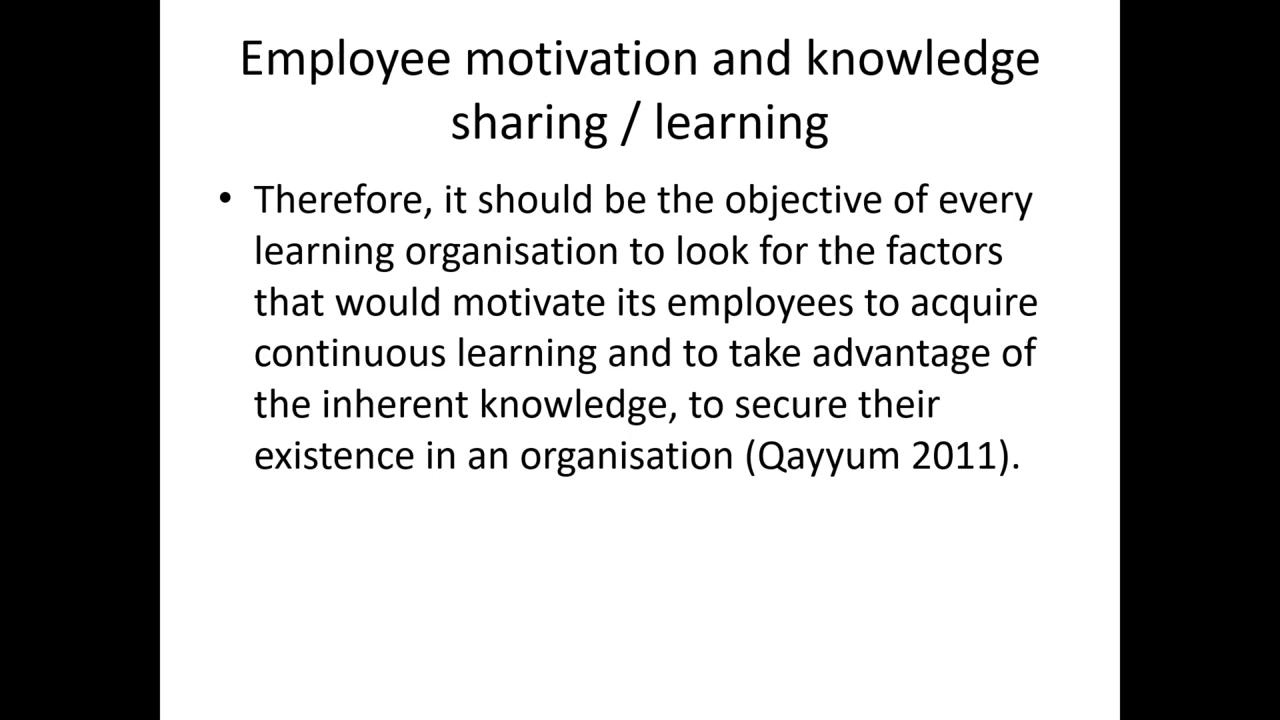 Employee motivation and knowledge
sharing / learning
• Therefore, it should be the objective of every
learning organisation to look for the factors
that would motivate its employees to acquire
continuous learning and to take advantage of
the inherent knowledge, to secure their
existence in an organisation (Qayyum 2011).